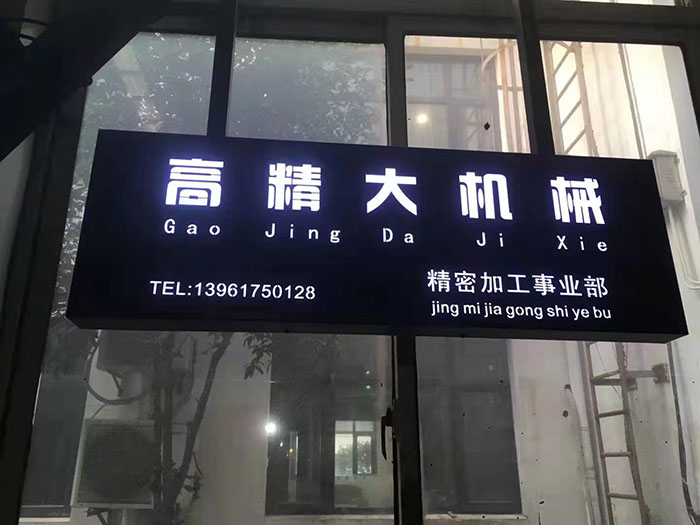 高精大机械
Gao Jing Da Ji Xie
TEL:13961750128
精密加工事业部
jing mi jia gong shi ye bu